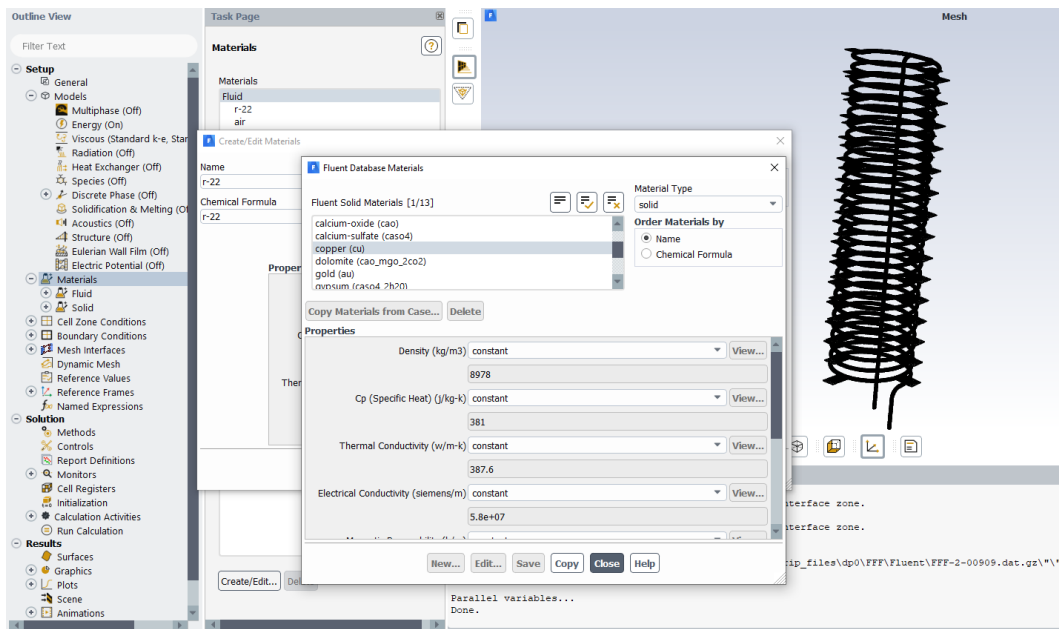 Outline View
Filter Text
Setup
General
Models
Multiphase (Off)
Energy (On)
Viscous (Standard k-e, Star
Radiation (Off)
Heat Exchanger (Off)
Species (Off)
Discrete Phase (Off)
Solidification & Melting (Of
Acoustics (Off)
Structure (Off)
Eulerian Wall Film (Off)
Electric Potential (Off)
Materials
Fluid
Solid
Cell Zone Conditions
Boundary Conditions
Mesh Interfaces
Dynamic Mesh
Reference Values
Reference Frames
Named Expressions
Solution
Methods
Controls
Report Definitions
Monitors
Cell Registers
Initialization
Calculation Activities
Run Calculation
Results
Surfaces
Graphics
Plots
Scene
Animations
Task Page
Materials
Materials
Fluid
r-22
air
Create/Edit...
Del
Create/Edit Materials
Name
r-22
Chemical Formula
r-22
Proper
Ther
Fluent Database Materials
Fluent Solid Materials [1/13]
calcium-oxide (cao)
calcium-sulfate (caso4)
copper (cu)
dolomite (cao_mgo_2co2)
gold (au)
gypsum (caso4_2h20)
Material Type
solid
Order Materials by
Name
Chemical Formula
Copy Materials from Case... Delete
Properties
Density (kg/m3) constant View...
8978
Cp (Specific Heat) (j/kg-k) constant View...
381
Thermal Conductivity (w/m-k) constant View...
387.6
Electrical Conductivity (siemens/m) constant View...
5.8e+07
New... Edit... Save Copy Close Help
Mesh
nterface zone.
nterface zone.
ip_files\dp0\FFF\Fluent\FFF-2-00909.dat.gz\"\"
Parallel variables...
Done.